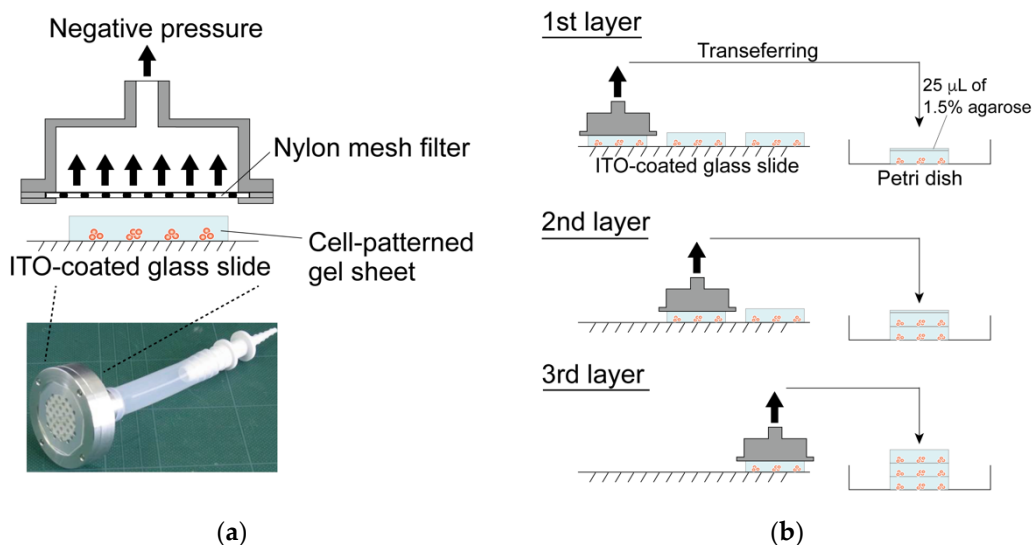 Negative pressure
Nylon mesh filter
Cell-patterned
gel sheet
ITO-coated glass slide
(a)
1st layer
Transeferring
25 μL of
1.5% agarose
ITO-coated glass slide
Petri dish
2nd layer
3rd layer
(b)